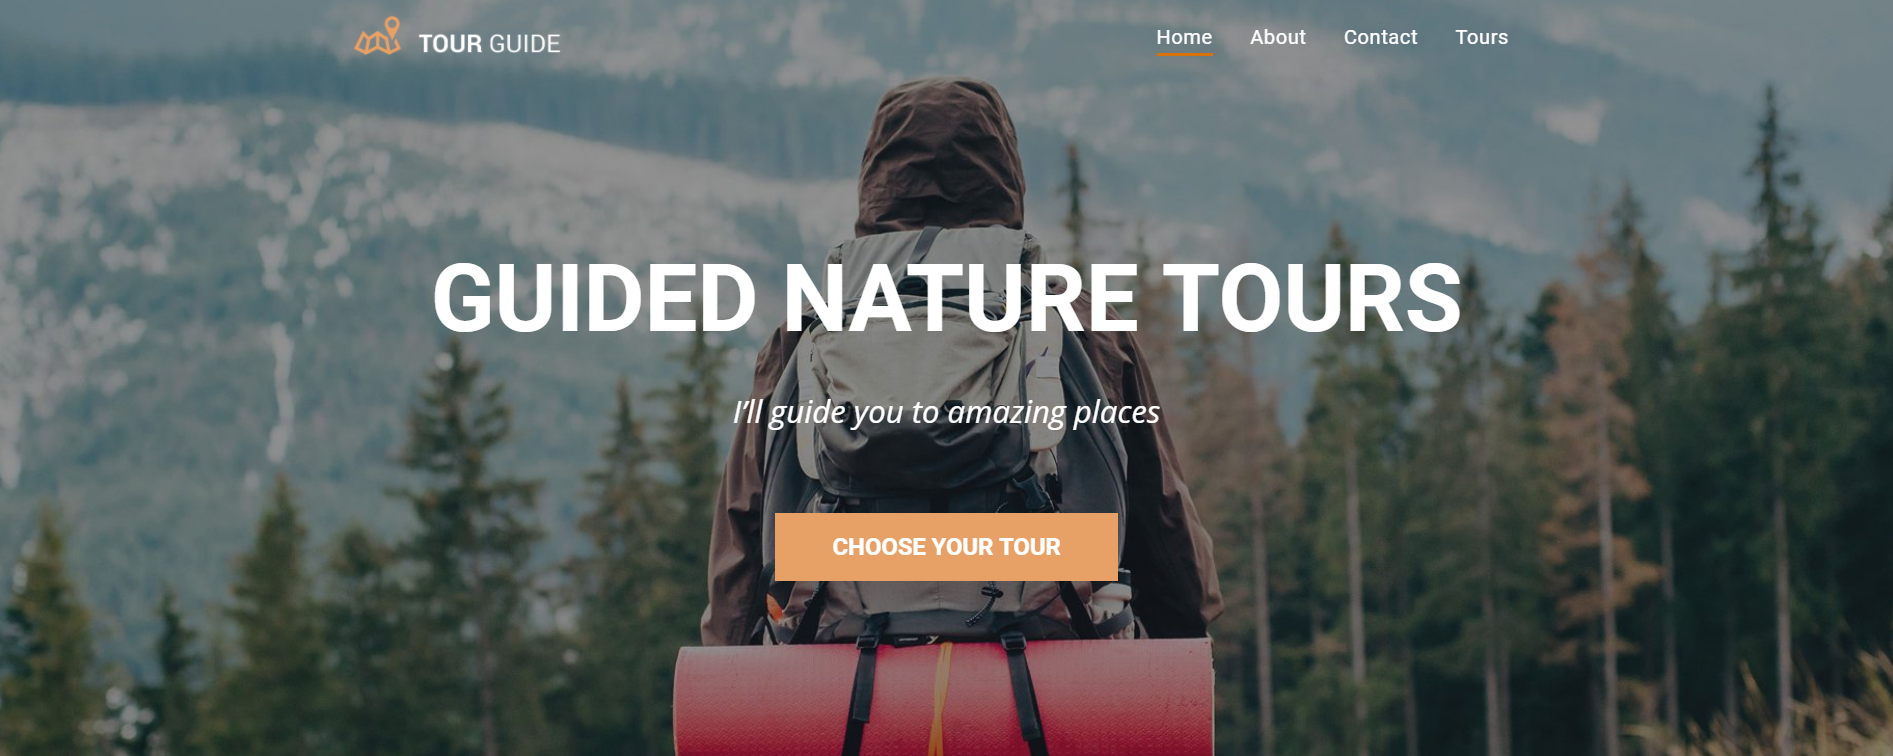 TOUR GUIDE
Home About Contact Tours
GUIDED NATURE TOURS
I’ll guide you to amazing places
CHOOSE YOUR TOUR